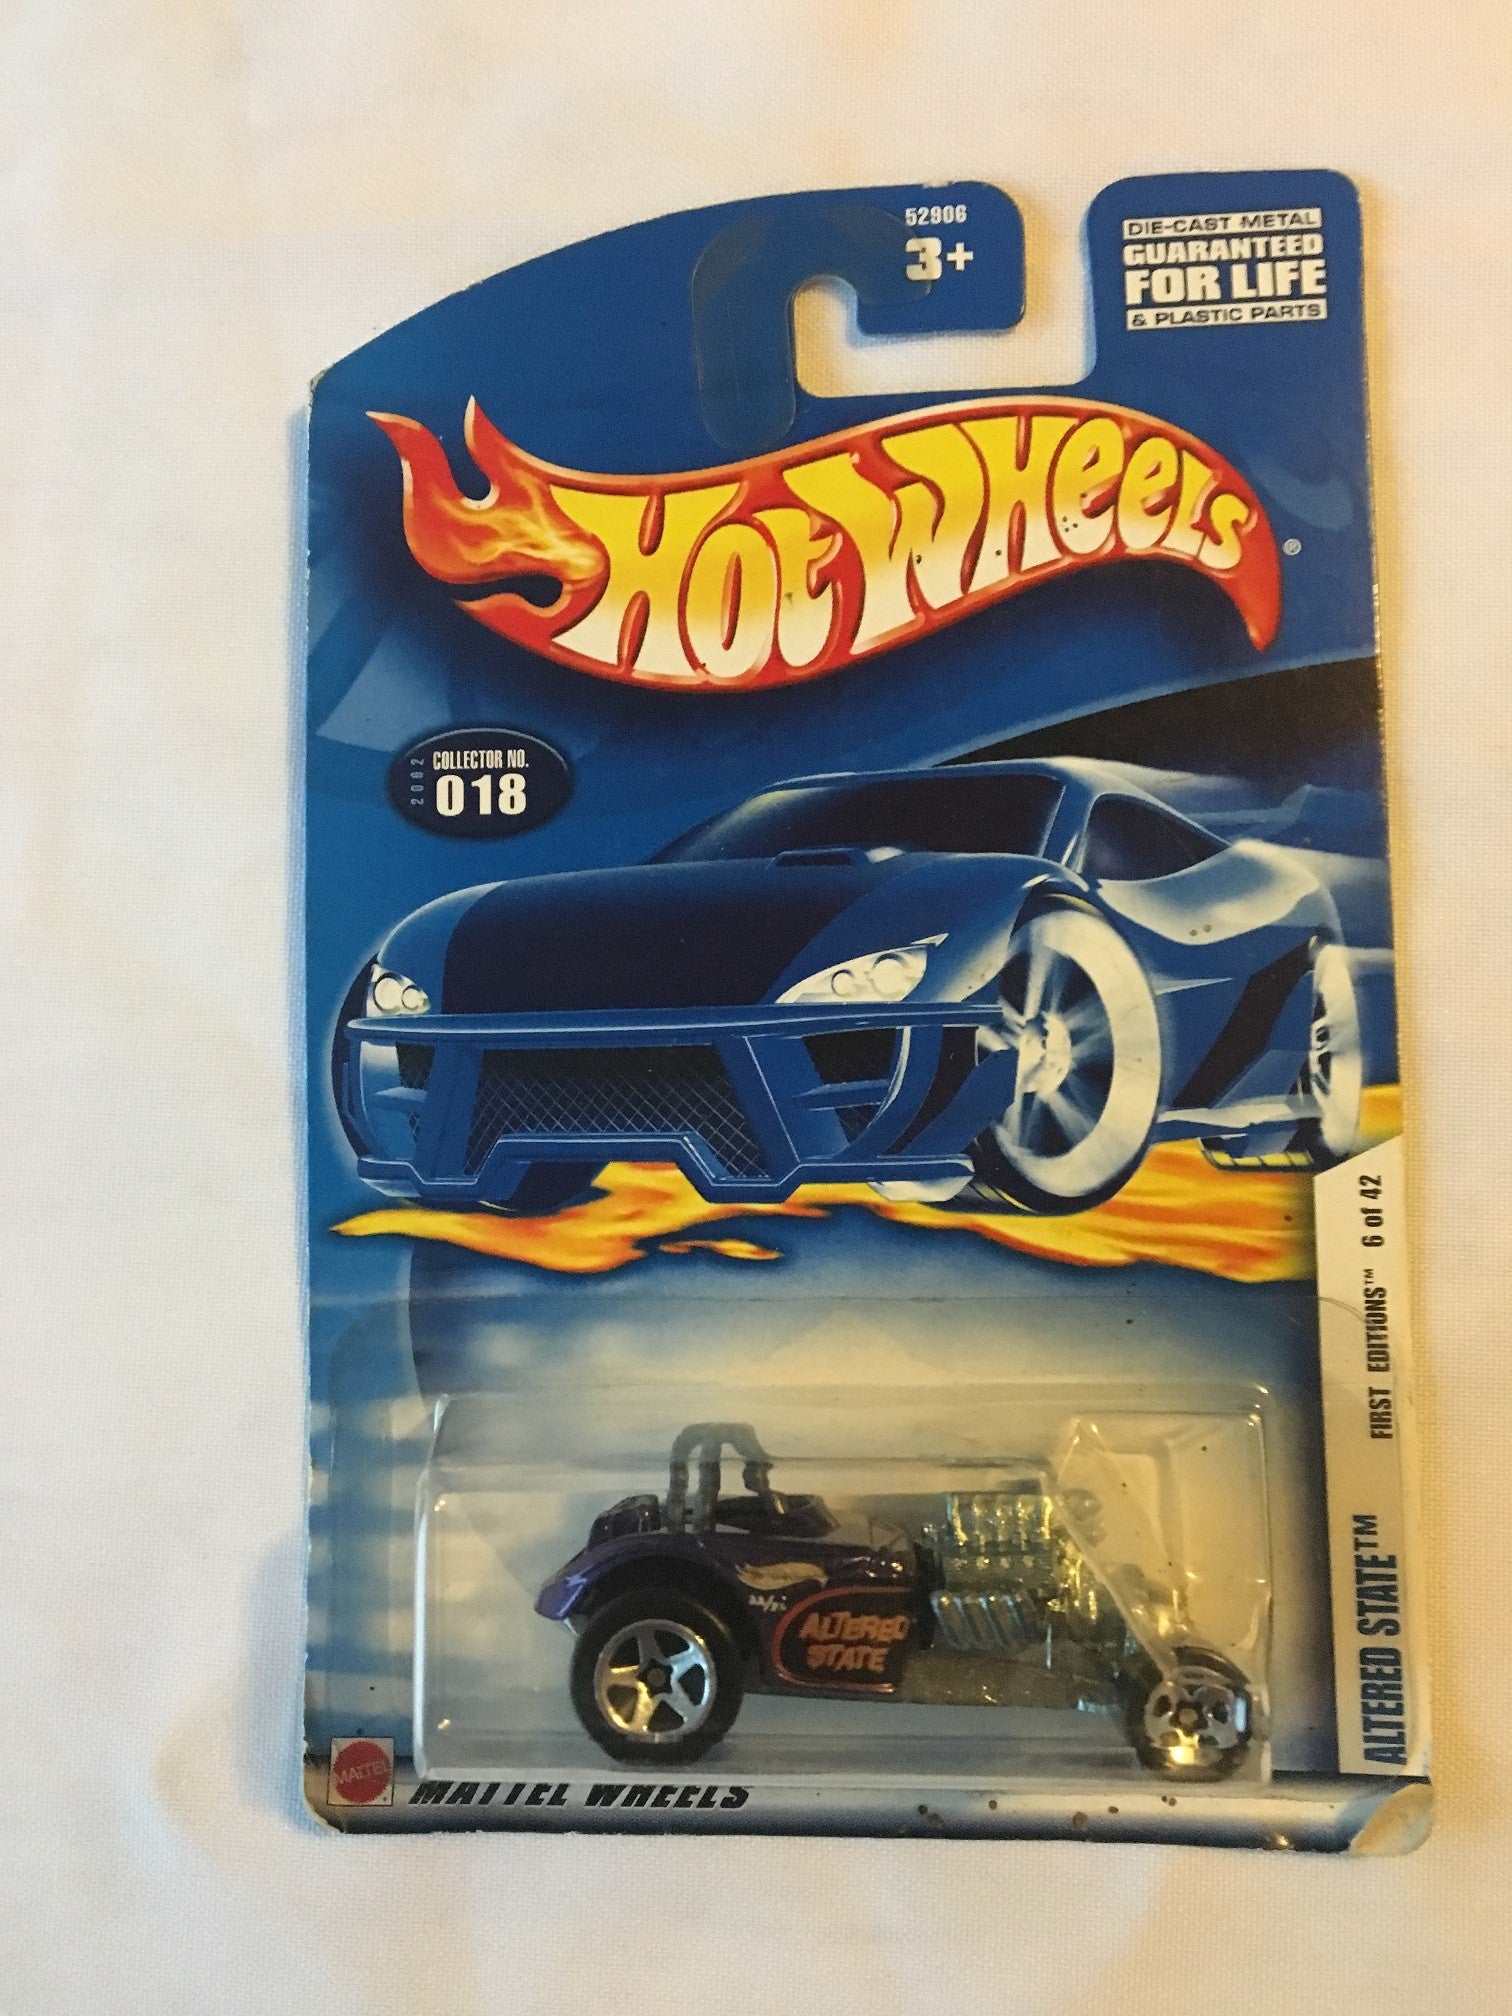 52906
3+
DIE-CAST METAL
GUARANTEED
FOR LIFE
& PLASTIC PARTS
HOT WHEELS®
2002
COLLECTOR NO.
018
FIRST EDITIONS™ 6 of 42
ALTERED STATE™
ALTERED
STATE
MATTEL
MATTEL WHEELS